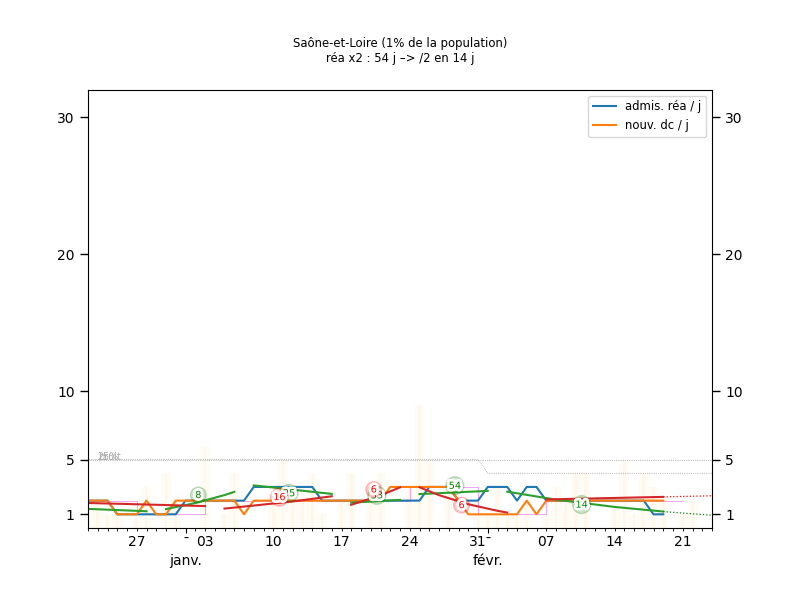 Saône-et-Loire (1% de la population)
réa x2 : 54 j –> /2 en 14 j
admis. réa / j
nouv. dc / j
30 30
20 20
10 10
5 5
1 1
8 16 6 54 6 14
27 03 10 17 24 31 07 14 21
janv. févr.